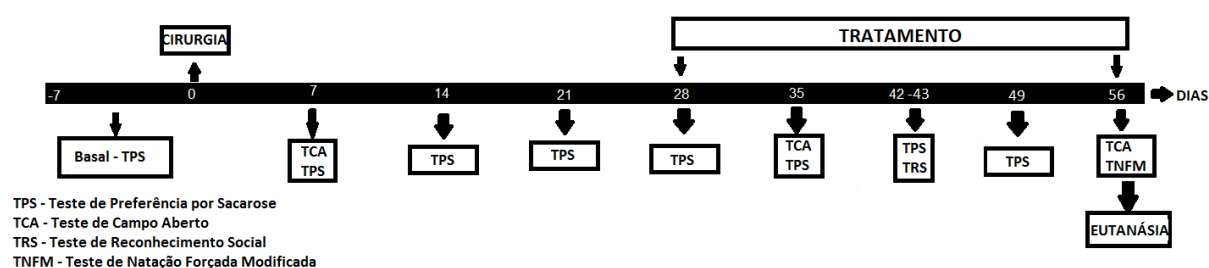 CIRURGIA
TRATAMENTO
-7 0 7 14 21 28 35 42 -43 49 56 DIAS
Basal - TPS
TCA
TPS
TPS
TPS
TPS
TCA
TPS
TPS
TRS
TPS
TCA
TNFM
EUTANÁSIA
TPS - Teste de Preferência por Sacarose
TCA - Teste de Campo Aberto
TRS - Teste de Reconhecimento Social
TNFM - Teste de Natação Forçada Modificada